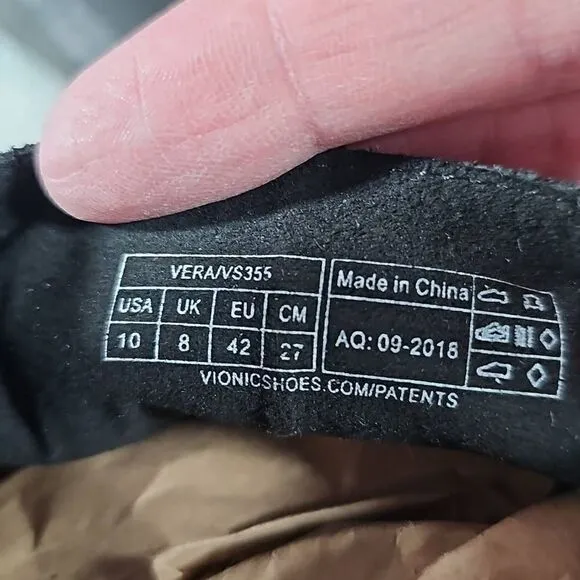 VERA/VS355
USA UK EU CM
10 8 42 27
Made in China
AQ: 09-2018
VIONICSHOES.COM/PATENTS